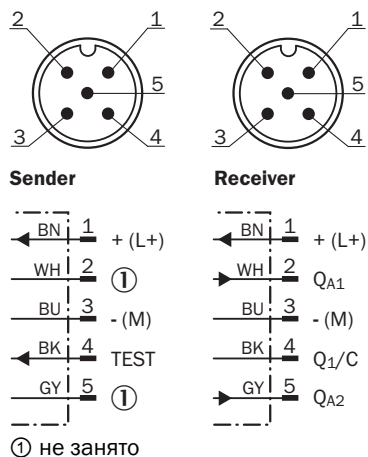 2 1 2 1
5 5
3 4 3 4
Sender Receiver
BN 1 + (L+) BN 1 + (L+)
WH 2 ① WH 2 QA1
BU 3 - (M) BU 3 - (M)
BK 4 TEST BK 4 Q1/C
GY 5 ① GY 5 QA2
① не занято